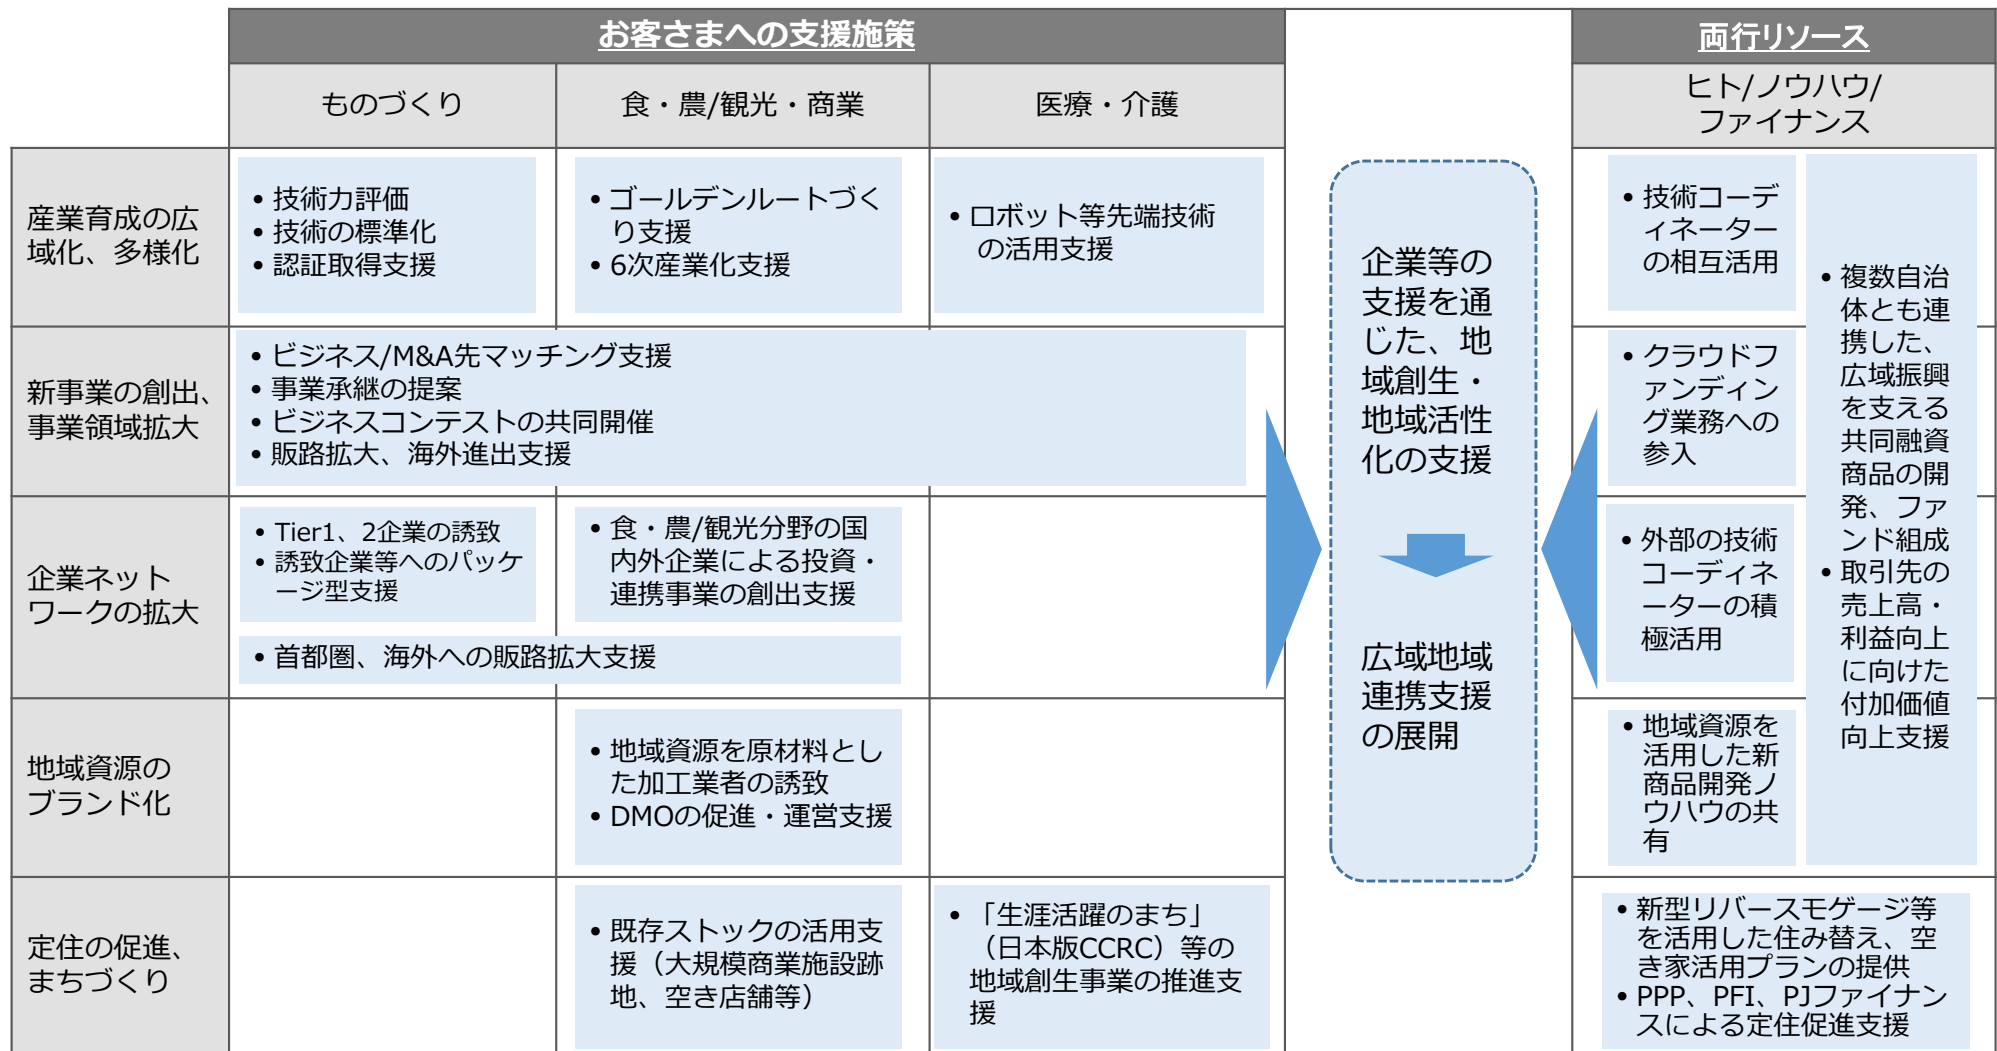 お客さまへの支援施策
両行リソース
ものづくり
食・農/観光・商業
医療・介護
ヒト/ノウハウ/
ファイナンス
産業育成の広
域化、多様化
• 技術力評価
• 技術の標準化
• 認証取得支援
• ゴールデンルートづく
り支援
• 6次産業化支援
• ロボット等先端技術
の活用支援
• 技術コーデ
ィネーター
の相互活用
新事業の創出、
事業領域拡大
• ビジネス/M&A先マッチング支援
• 事業承継の提案
• ビジネスコンテストの共同開催
• 販路拡大、海外進出支援
• クラウドフ
ァンディン
グ業務への
参入
企業ネット
ワークの拡大
• Tier1、2企業の誘致
• 誘致企業等へのパッケ
ージ型支援
• 食・農/観光分野の国
内外企業による投資・
連携事業の創出支援
• 首都圏、海外への販路拡大支援
• 外部の技術
コーディネ
ーターの積
極活用
地域資源の
ブランド化
• 地域資源を原材料とし
た加工業者の誘致
• DMOの促進・運営支援
• 地域資源を
活用した新
商品開発ノ
ウハウの共
有
定住の促進、
まちづくり
• 既存ストックの活用支
援（大規模商業施設跡
地、空き店舗等）
• 「生涯活躍のまち」
（日本版CCRC）等の
地域創生事業の推進支
援
• 新型リバースモゲージ等
を活用した住み替え、空
き家活用プランの提供
• PPP、PFI、PJファイナン
スによる定住促進支援
企業等の
支援を通
じた、地
域創生・
地域活性
化の支援
広域地域
連携支援
の展開
• 複数自治
体とも連
携した、
広域振興
を支える
共同融資
商品の開
発、ファ
ンド組成
• 取引先の
売上高・
利益向上
に向けた
付加価値
向上支援